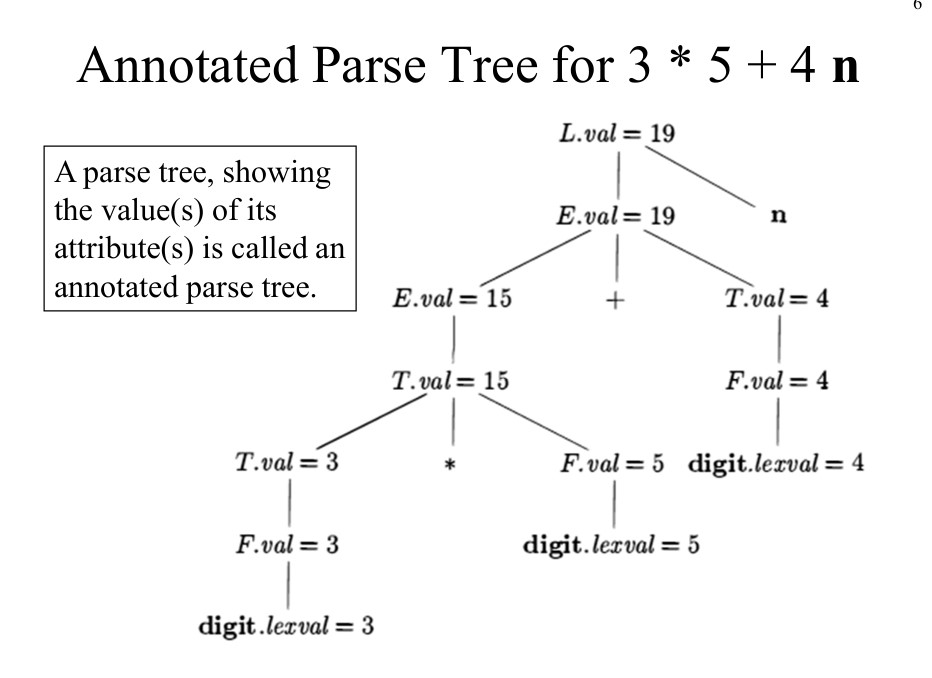 6
Annotated Parse Tree for 3 * 5 + 4 n
L.val = 19
A parse tree, showing
the value(s) of its
attribute(s) is called an
annotated parse tree.
E.val = 19 n
E.val = 15 + T.val = 4
T.val = 15 F.val = 4
T.val = 3 * F.val = 5 digit.lexval = 4
F.val = 3 digit.lexval = 5
digit.lexval = 3